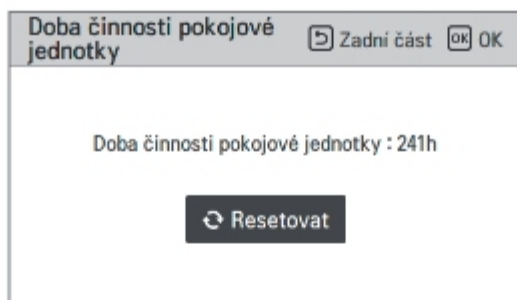 Doba činnosti pokojové
jednotky
Zadní část OK OK
Doba činnosti pokojové jednotky : 241h
Resetovat